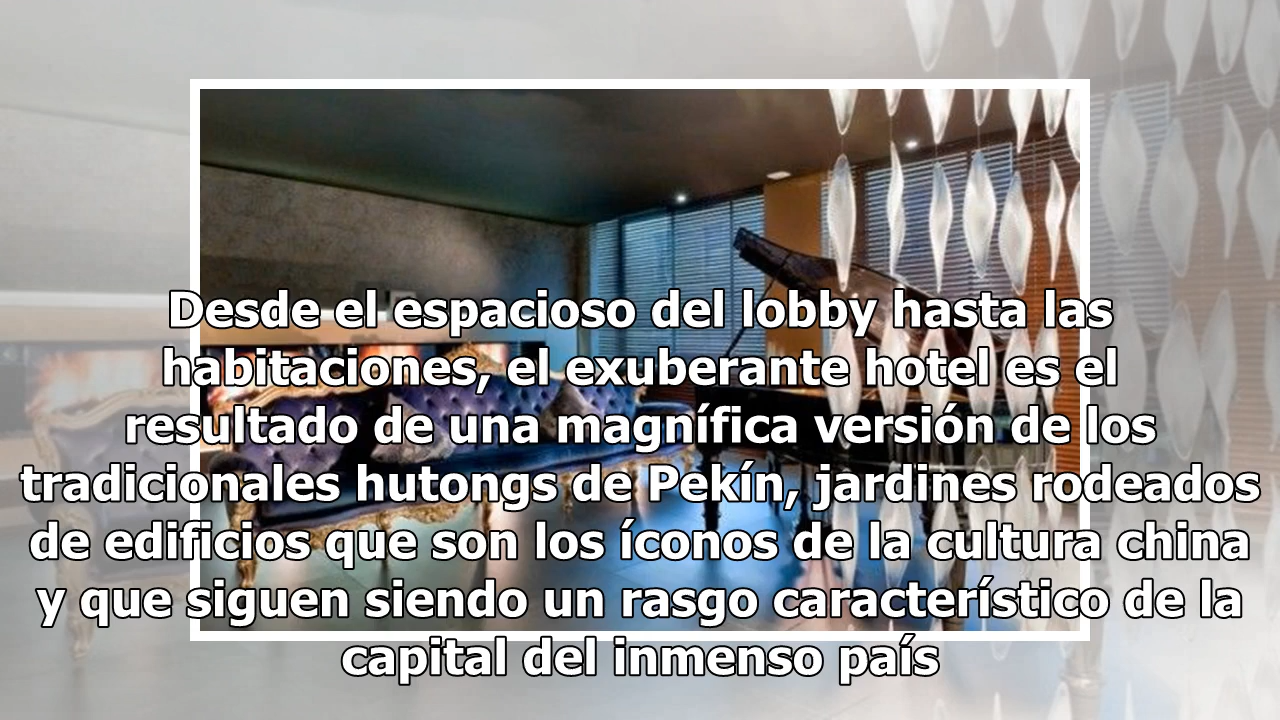 Desde el espacioso del lobby hasta las
habitaciones, el exuberante hotel es el
resultado de una magnífica versión de los
tradicionales hutongs de Pekín, jardines rodeados
de edificios que son los íconos de la cultura china
y que siguen siendo un rasgo característico de la
capital del inmenso país